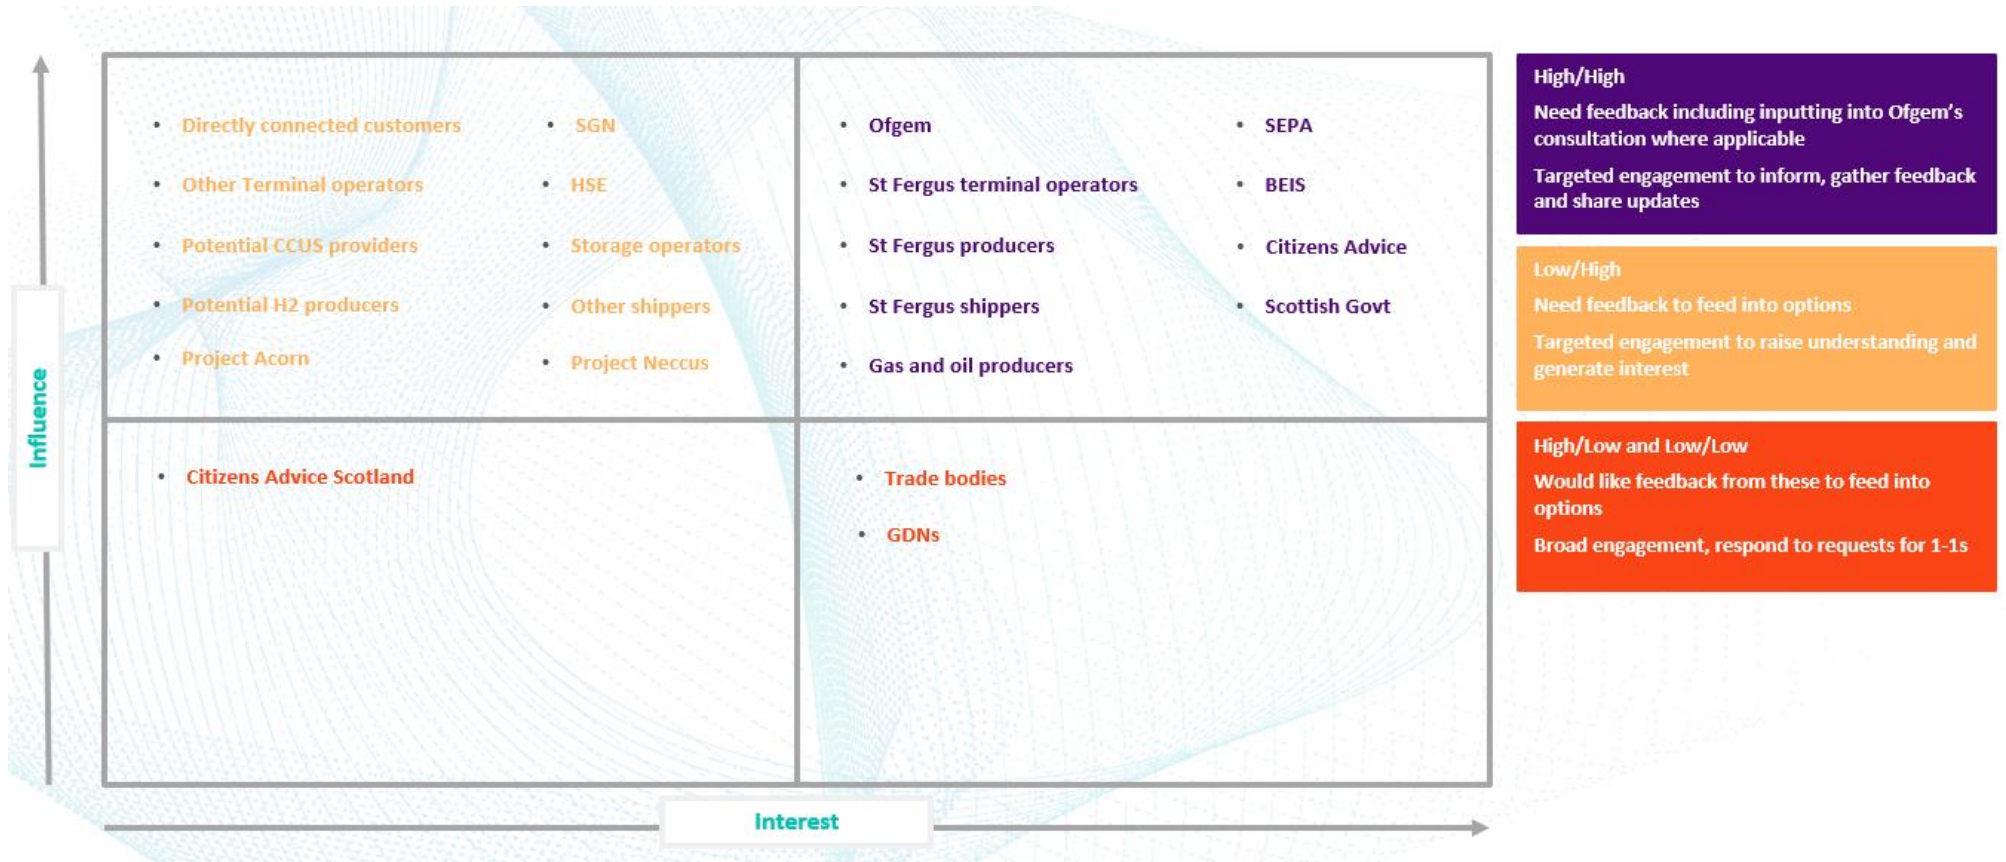 Influence
• Directly connected customers
• Other Terminal operators
• Potential CCUS providers
• Potential H2 producers
• Project Acorn
• SGN
• HSE
• Storage operators
• Other shippers
• Project Neccus
• Ofgem
• St Fergus terminal operators
• St Fergus producers
• St Fergus shippers
• Gas and oil producers
• SEPA
• BEIS
• Citizens Advice
• Scottish Govt
• Citizens Advice Scotland
• Trade bodies
• GDNs
Interest
High/High
Need feedback including inputting into Ofgem’s
consultation where applicable
Targeted engagement to inform, gather feedback
and share updates
Low/High
Need feedback to feed into options
Targeted engagement to raise understanding and
generate interest
High/Low and Low/Low
Would like feedback from these to feed into
options
Broad engagement, respond to requests for 1-1s